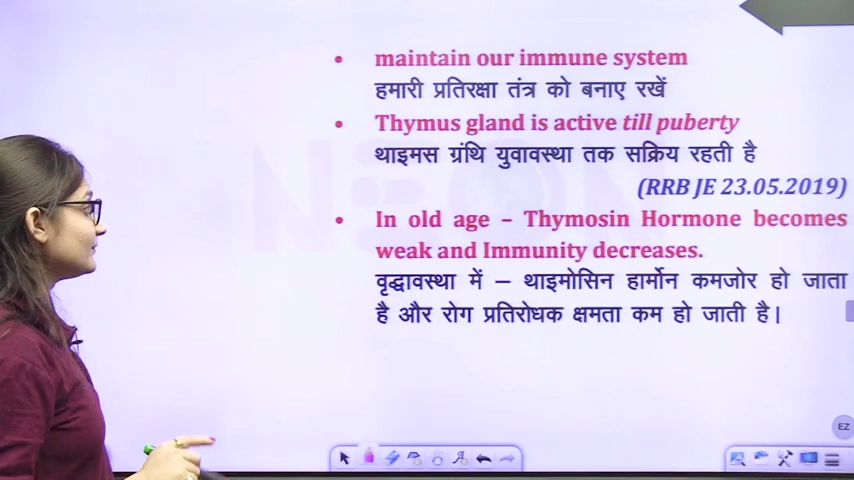 • maintain our immune system
हमारी प्रतिरक्षा तंत्र को बनाए रखें
• Thymus gland is active till puberty
थाइमस ग्रंथि युवावस्था तक सक्रिय रहती है
(RRB JE 23.05.2019)
• In old age – Thymosin Hormone becomes
weak and Immunity decreases.
वृद्धावस्था में – थाइमोसिन हार्मोन कमजोर हो जाता
है और रोग प्रतिरोधक क्षमता कम हो जाती है।
NEON
EZ